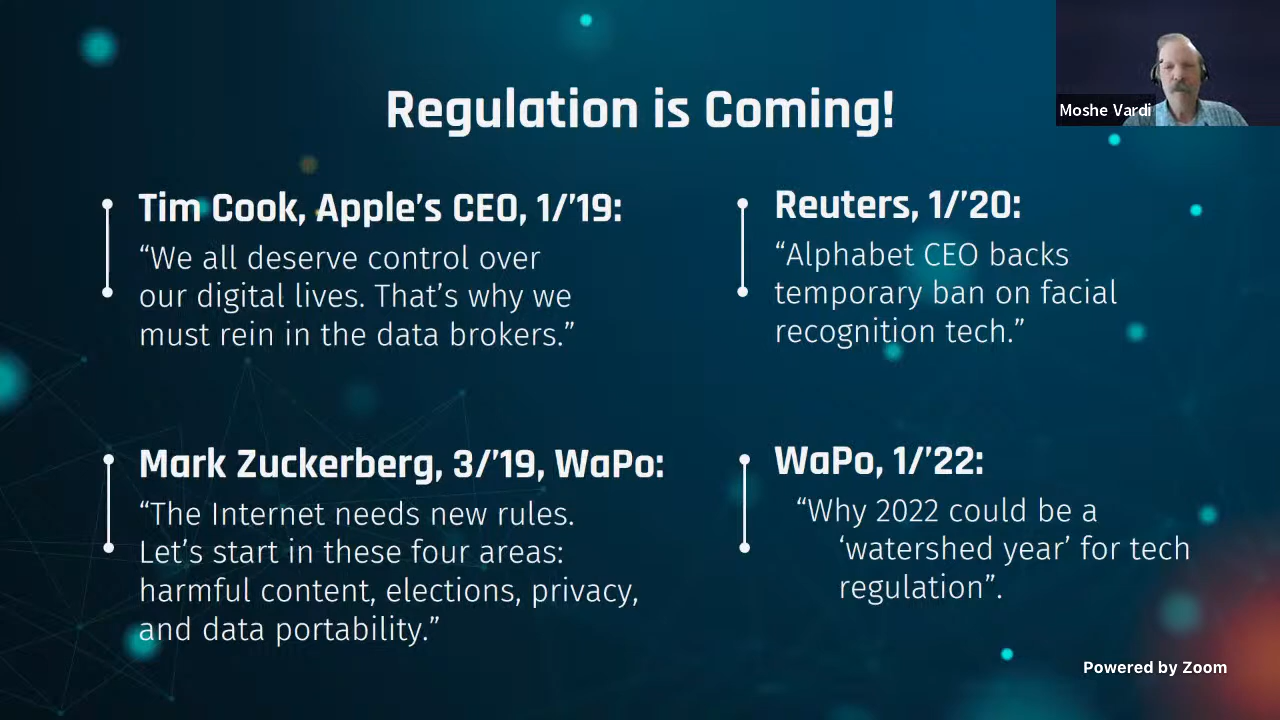 Regulation is Coming!
Moshe Vardi
Tim Cook, Apple’s CEO, 1/’19:
“We all deserve control over
our digital lives. That’s why we
must rein in the data brokers.”
Reuters, 1/’20:
“Alphabet CEO backs
temporary ban on facial
recognition tech.”
Mark Zuckerberg, 3/’19, WaPo:
“The Internet needs new rules.
Let’s start in these four areas:
harmful content, elections, privacy,
and data portability.”
WaPo, 1/’22:
“Why 2022 could be a
‘watershed year’ for tech
regulation”.
Powered by Zoom